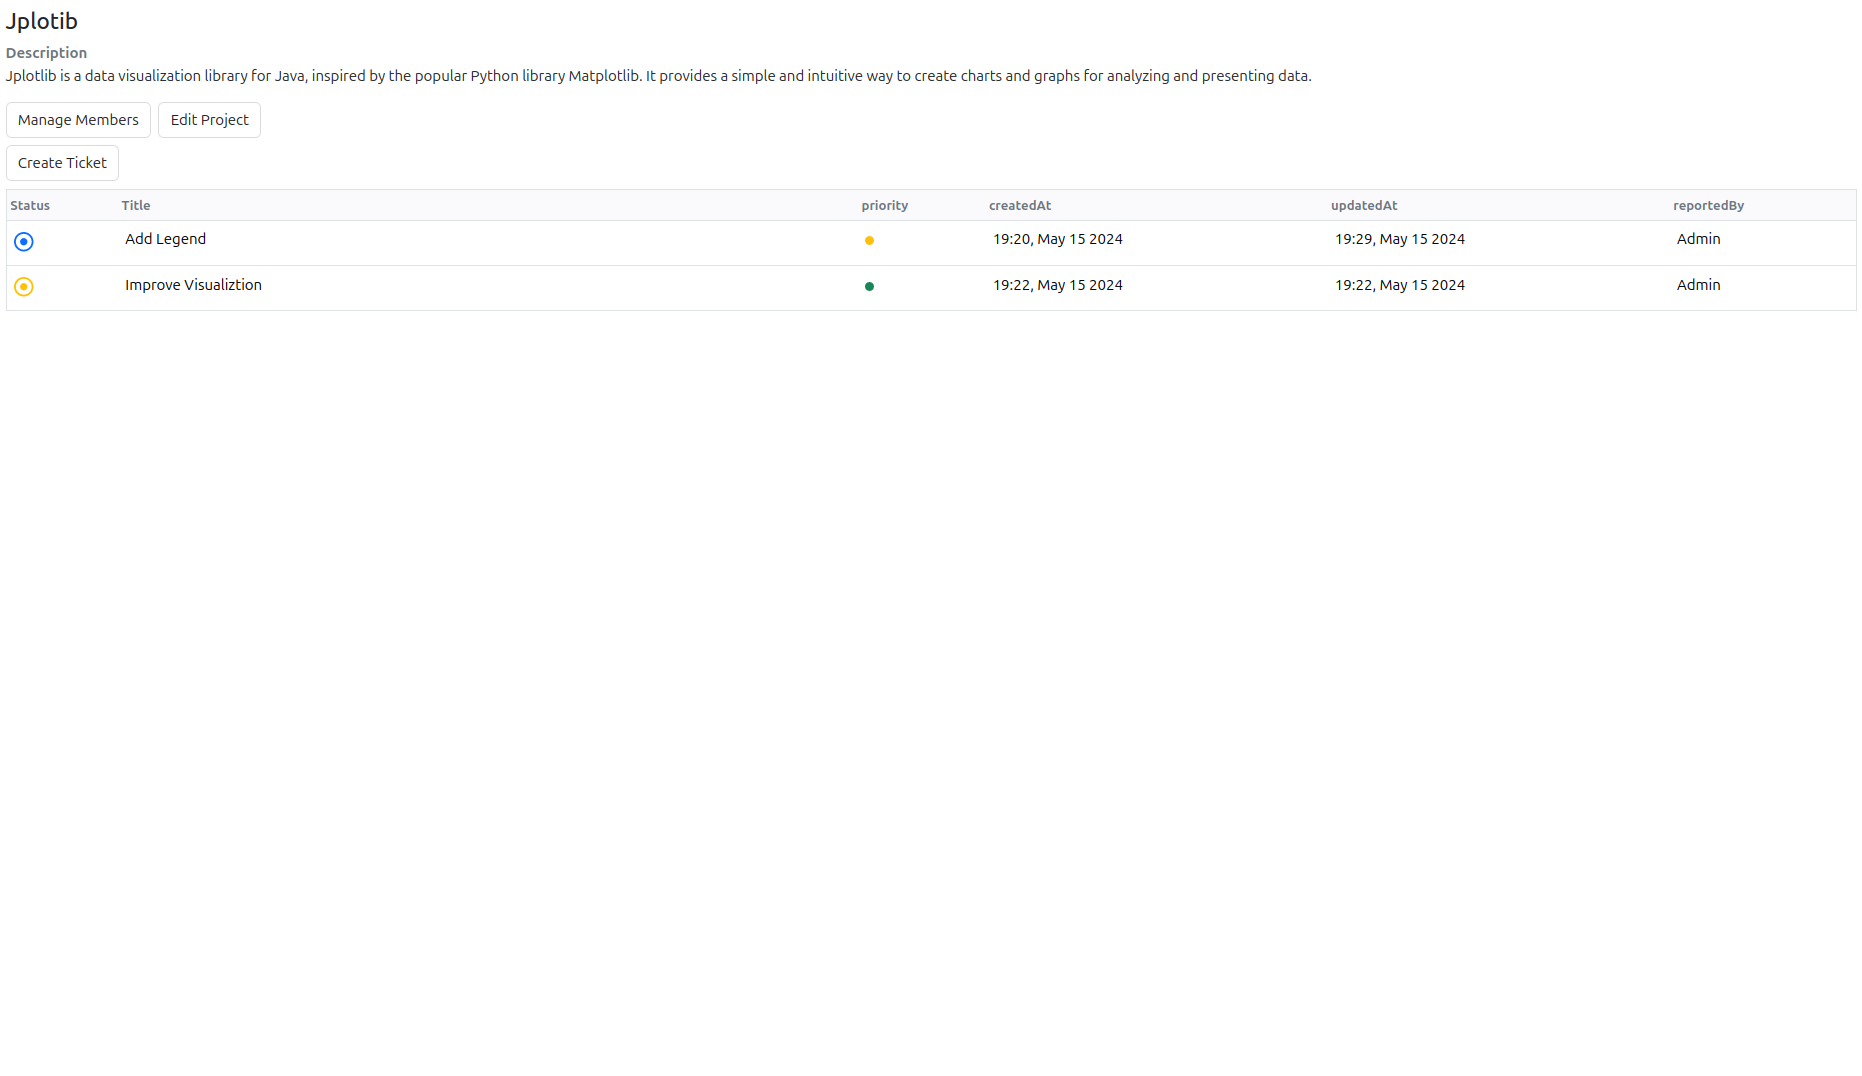 Jplotib
Description
Jplotlib is a data visualization library for Java, inspired by the popular Python library Matplotlib. It provides a simple and intuitive way to create charts and graphs for analyzing and presenting data.
Manage Members Edit Project
Create Ticket
Status Title priority createdAt updatedAt reportedBy
Add Legend 19:20, May 15 2024 19:29, May 15 2024 Admin
Improve Visualiztion 19:22, May 15 2024 19:22, May 15 2024 Admin